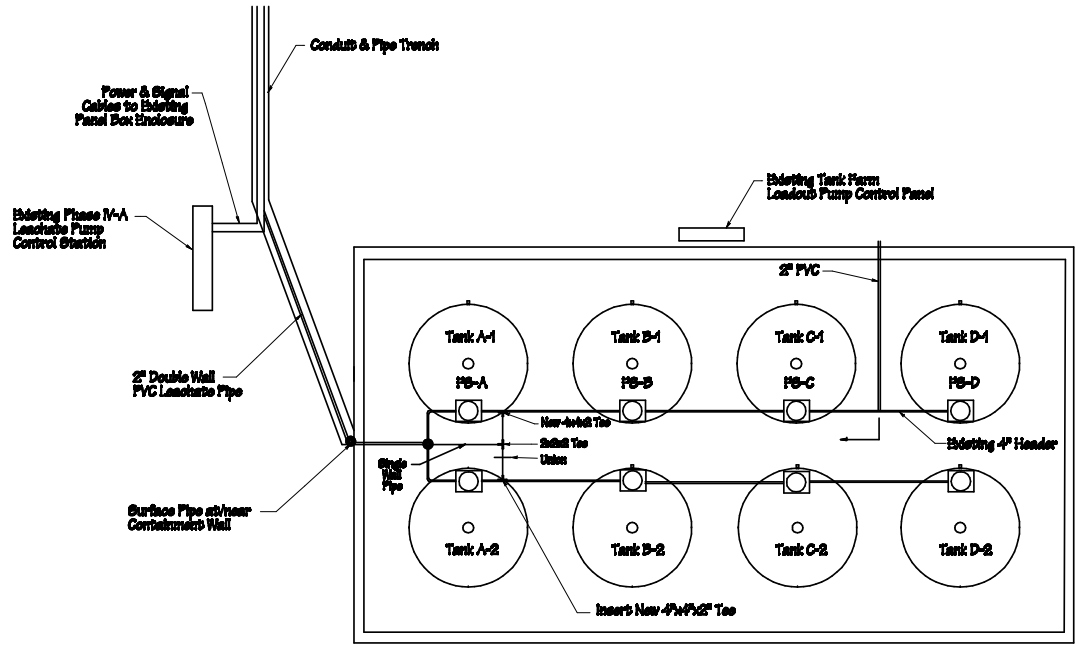 Conduit & Pipe Trench
Power & Signal
Cables to Existing
Panel Box Enclosure
Existing Tank Farm
Loadout Pump Control Panel
Existing Phase IV-A
Leachate Pump
Control Station
2" PVC
Tank A-1
Tank B-1
Tank C-1
Tank D-1
PS-A
PS-B
PS-C
PS-D
2" Double Wall
PVC Leachate Pipe
New 4x4x2 Tee
2x2x2 Tee
Existing 4" Header
Union
Single
Wall
Pipe
Surface Pipe at/near
Containment Wall
Tank A-2
Tank B-2
Tank C-2
Tank D-2
Insert New 4"x4"x2" Tee